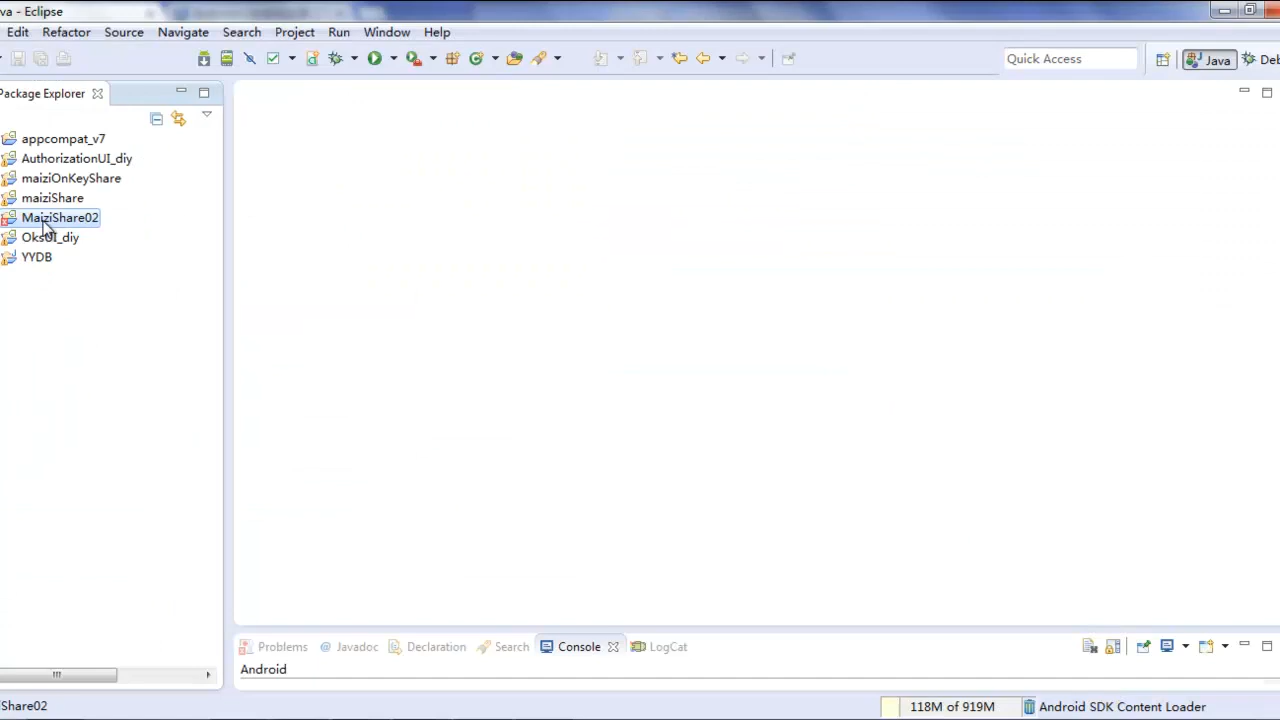 va - Eclipse
Edit Refactor Source Navigate Search Project Run Window Help
Quick Access
Java
Deb
Package Explorer
appcompat_v7
AuthorizationUI_diy
maiziOnKeyShare
maiziShare
MaiziShare02
OksUI_diy
YYDB
Problems @ Javadoc Declaration Search Console LogCat
Android
Share02
118M of 919M
Android SDK Content Loader